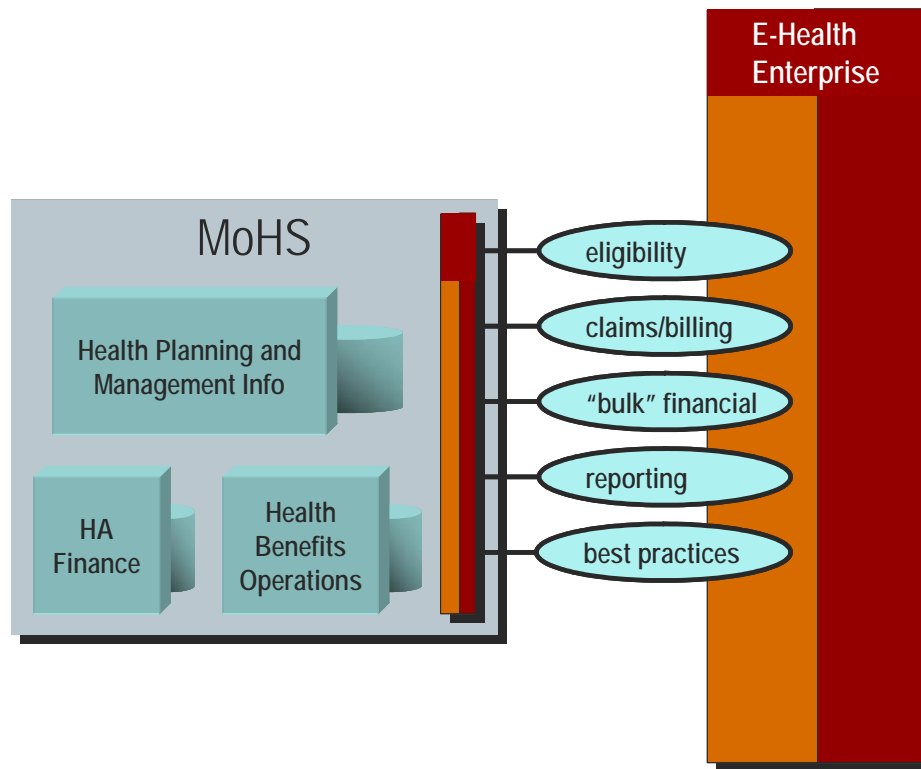 E-Health
Enterprise
MoHS
eligibility
claims/billing
Health Planning and
Management Info
“bulk” financial
reporting
HA
Finance
Health
Benefits
Operations
best practices